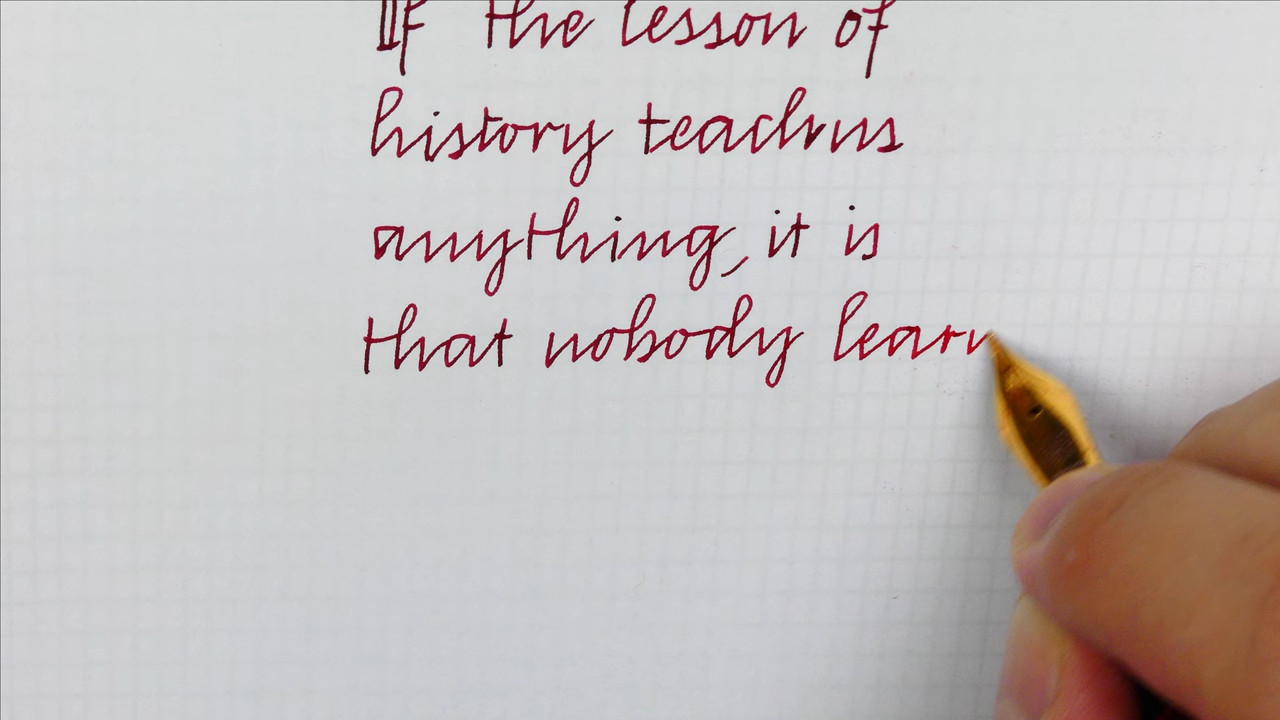 If the lesson of
history teachus
anything, it is
that nobody learn